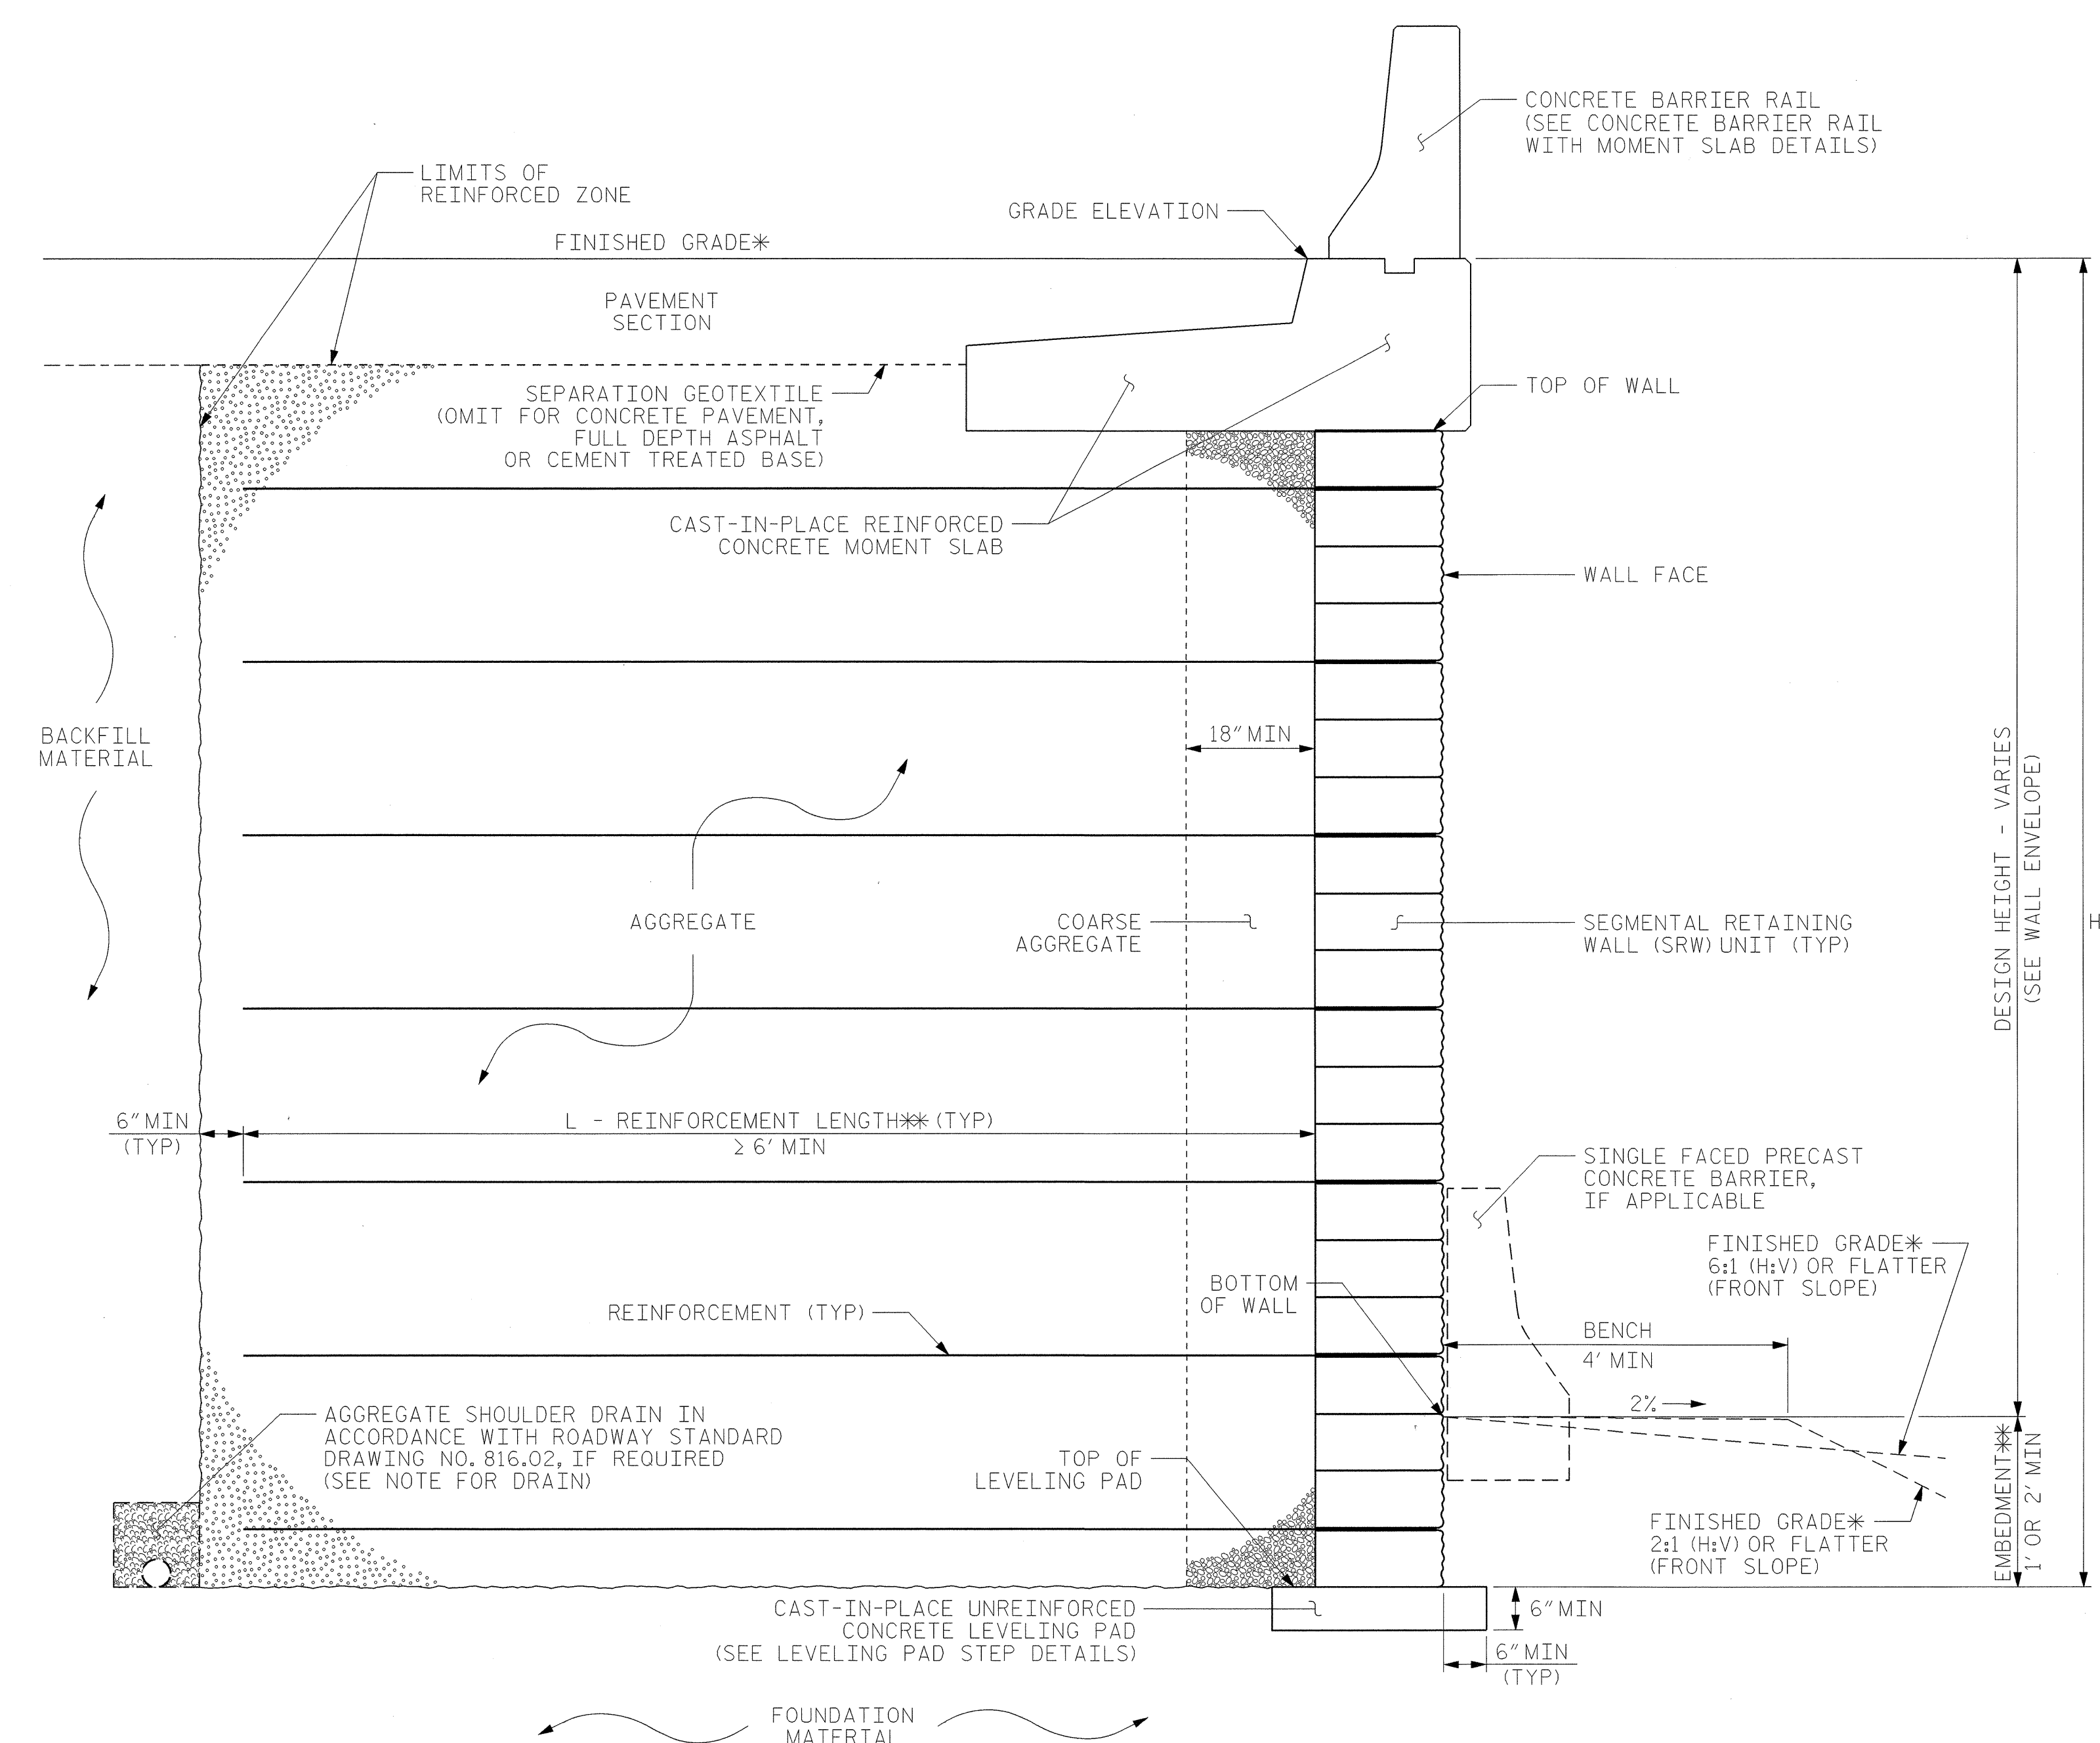 CONCRETE BARRIER RAIL
(SEE CONCRETE BARRIER RAIL
WITH MOMENT SLAB DETAILS)
LIMITS OF
REINFORCED ZONE
GRADE ELEVATION
FINISHED GRADE*
PAVEMENT
SECTION
SEPARATION GEOTEXTILE
(OMIT FOR CONCRETE PAVEMENT,
FULL DEPTH ASPHALT
OR CEMENT TREATED BASE)
TOP OF WALL
CAST-IN-PLACE REINFORCED
CONCRETE MOMENT SLAB
WALL FACE
BACKFILL
MATERIAL
18" MIN
DESIGN HEIGHT - VARIES
(SEE WALL ENVELOPE)
H
AGGREGATE
COARSE
AGGREGATE
SEGMENTAL RETAINING
WALL (SRW) UNIT (TYP)
6" MIN
(TYP)
L - REINFORCEMENT LENGTH** (TYP)
≥ 6' MIN
SINGLE FACED PRECAST
CONCRETE BARRIER,
IF APPLICABLE
FINISHED GRADE*
6:1 (H:V) OR FLATTER
(FRONT SLOPE)
BOTTOM
OF WALL
REINFORCEMENT (TYP)
BENCH
4' MIN
2%
AGGREGATE SHOULDER DRAIN IN
ACCORDANCE WITH ROADWAY STANDARD
DRAWING NO. 816.02, IF REQUIRED
(SEE NOTE FOR DRAIN)
TOP OF
LEVELING PAD
EMBEDMENT**
1' OR 2' MIN
FINISHED GRADE*
2:1 (H:V) OR FLATTER
(FRONT SLOPE)
CAST-IN-PLACE UNREINFORCED
CONCRETE LEVELING PAD
(SEE LEVELING PAD STEP DETAILS)
6" MIN
6" MIN
(TYP)
FOUNDATION
MATERIAL